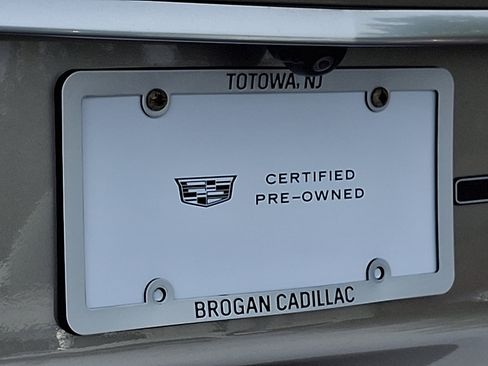 TOTOWA, NJ
CERTIFIED
PRE-OWNED
BROGAN CADILLAC